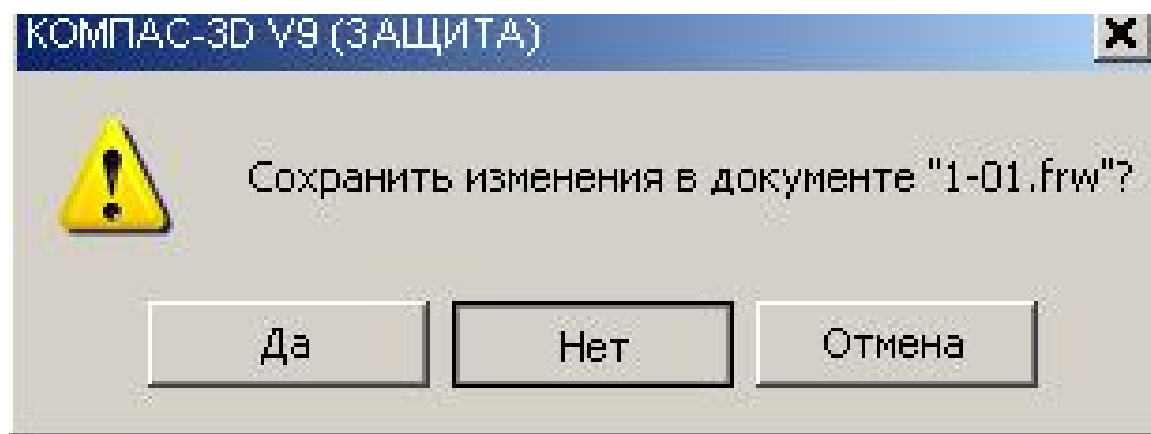 КОМПАС-3D V9 (ЗАЩИТА)
Сохранить изменения в документе "1-01.frw"?
Да Нет Отмена